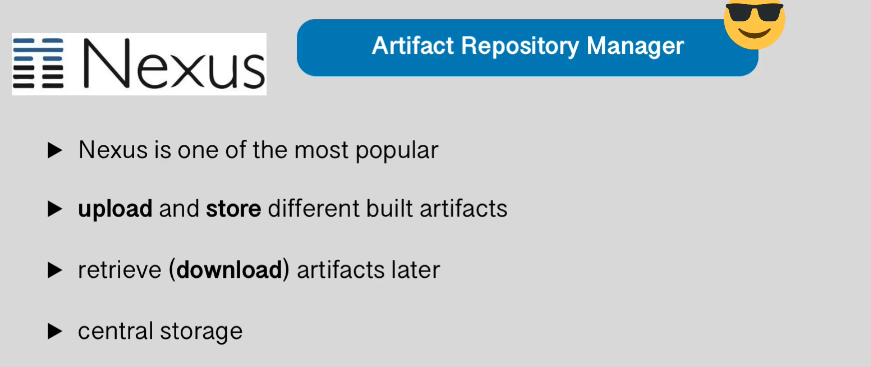 Nexus
Artifact Repository Manager
Nexus is one of the most popular
upload and store different built artifacts
retrieve (download) artifacts later
central storage